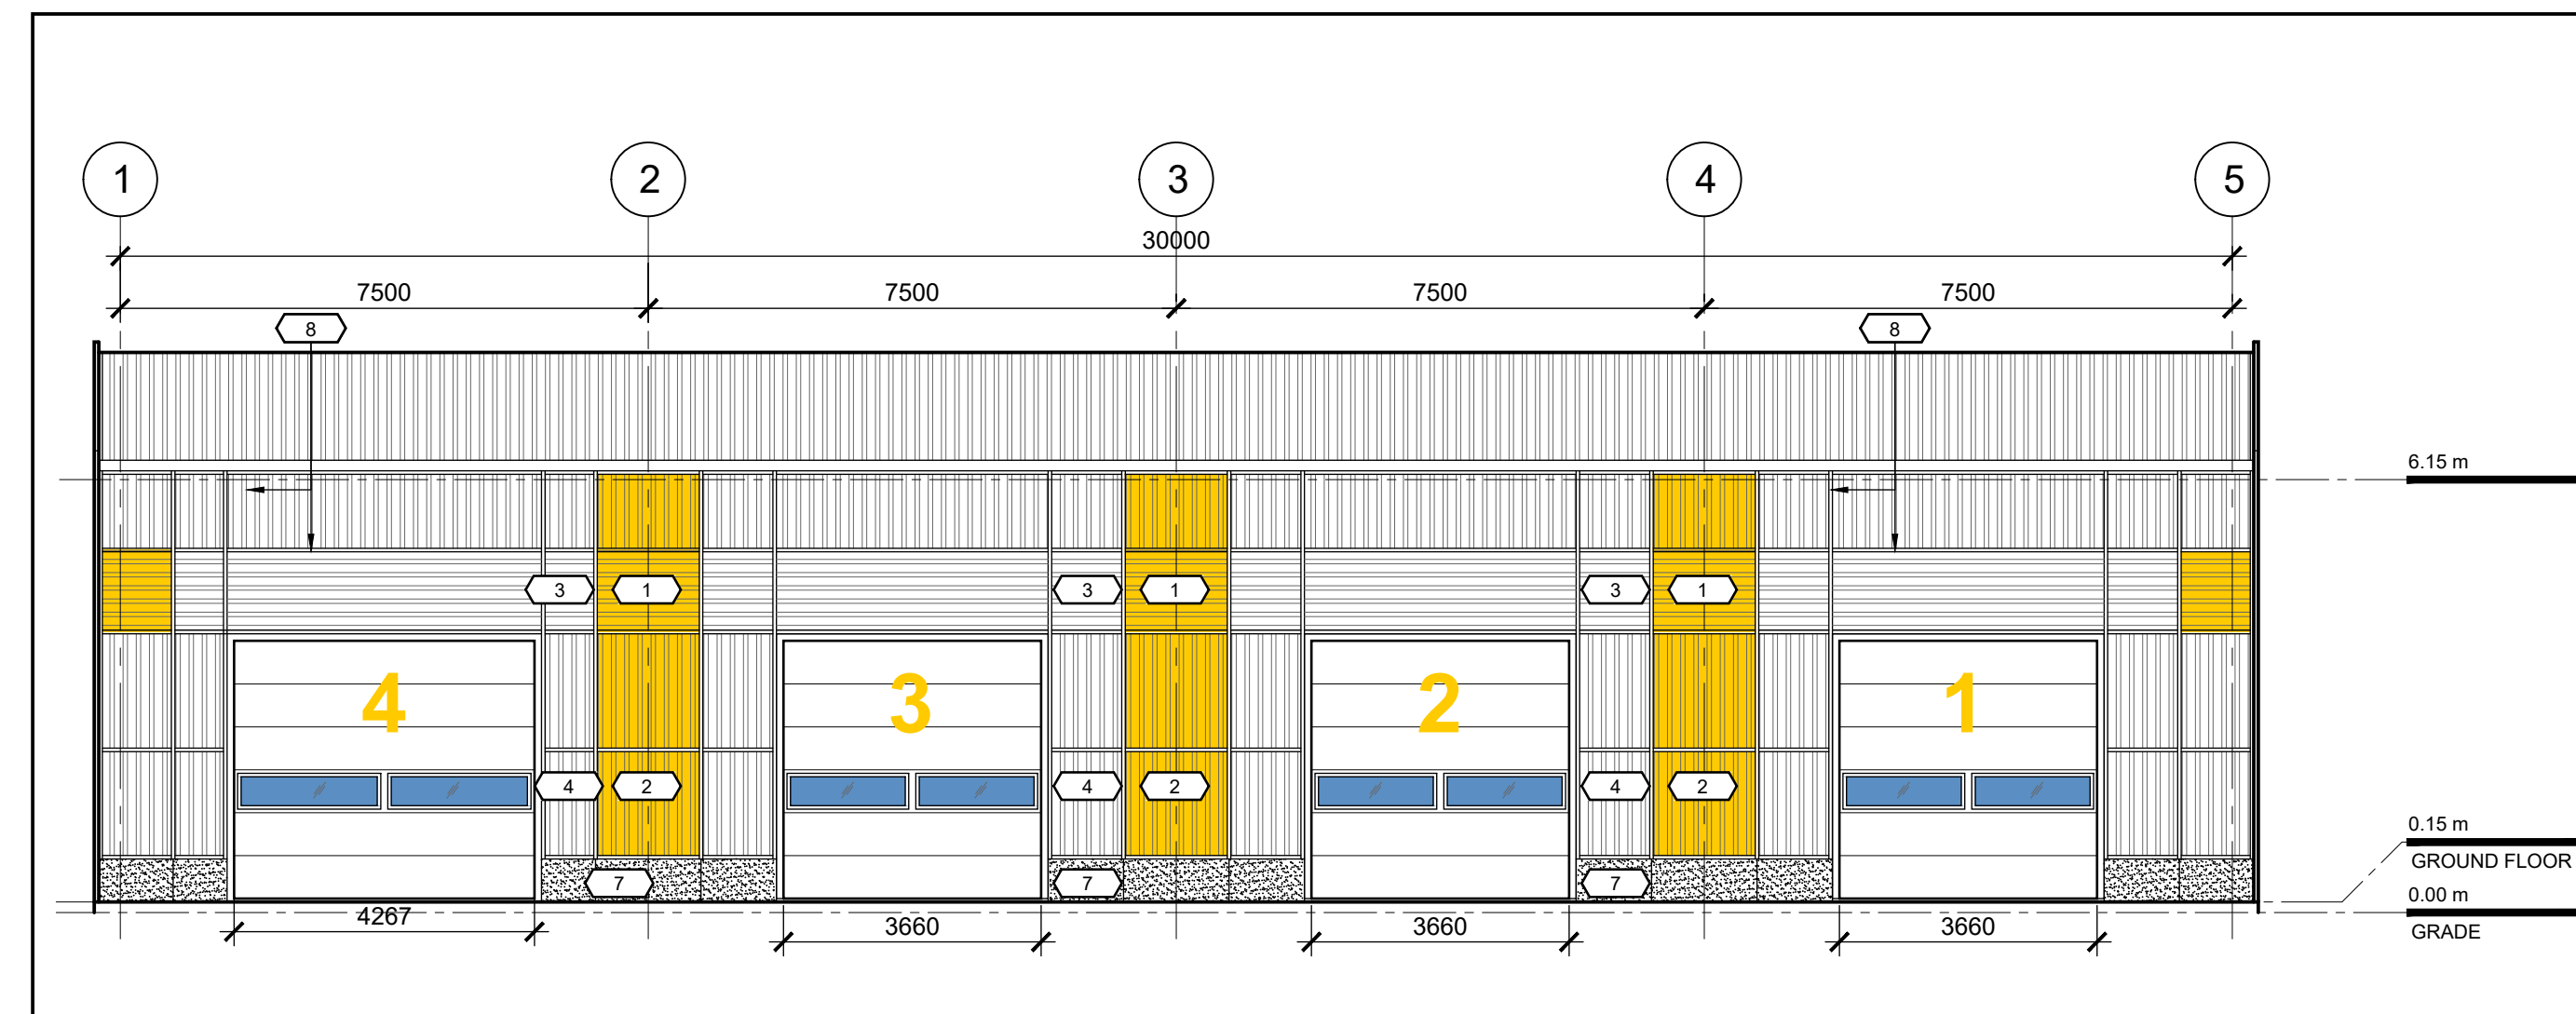 1 2 3 4 5
30000
7500 7500 7500 7500
8 8
6.15 m
3 1 3 1 3 1
4 3 2 1
4 2 4 2 4 2
0.15 m
GROUND FLOOR
7 7 7
0.00 m
4267 3660 3660 3660
GRADE